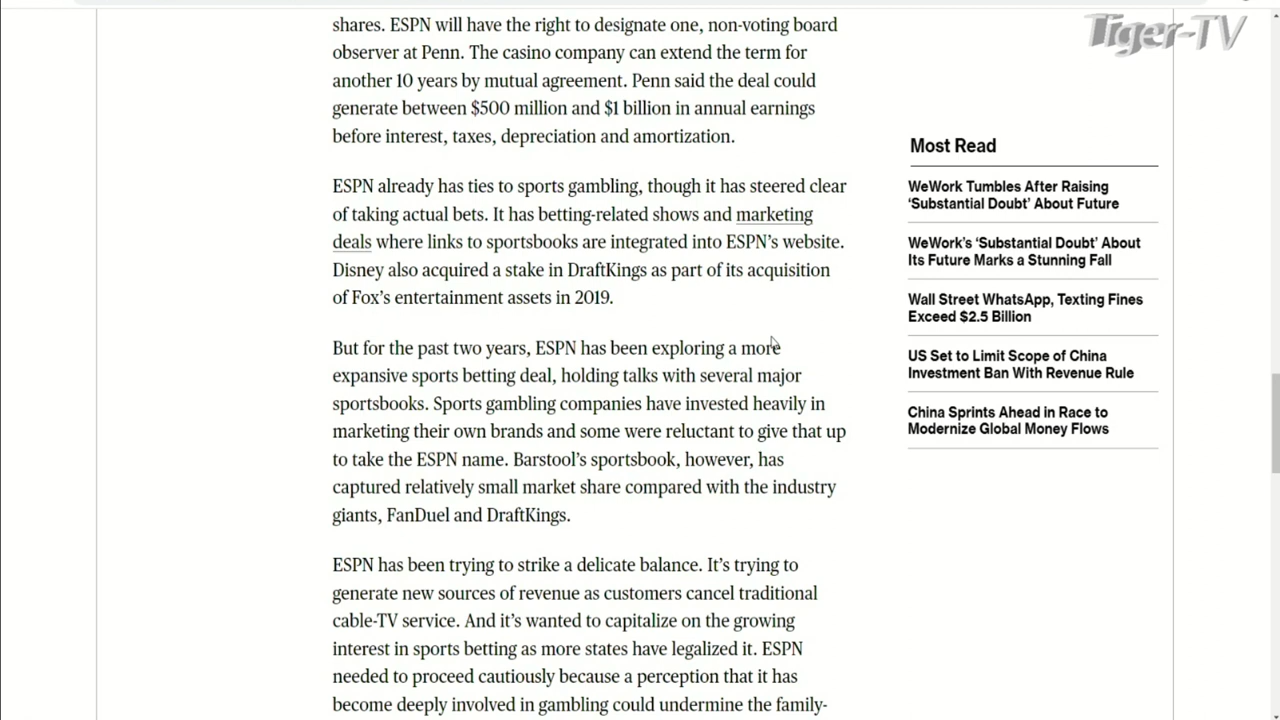 Tiger-TV
shares. ESPN will have the right to designate one, non-voting board
observer at Penn. The casino company can extend the term for
another 10 years by mutual agreement. Penn said the deal could
generate between $500 million and $1 billion in annual earnings
before interest, taxes, depreciation and amortization.
ESPN already has ties to sports gambling, though it has steered clear
of taking actual bets. It has betting-related shows and marketing
deals where links to sportsbooks are integrated into ESPN’s website.
Disney also acquired a stake in DraftKings as part of its acquisition
of Fox’s entertainment assets in 2019.
But for the past two years, ESPN has been exploring a more
expansive sports betting deal, holding talks with several major
sportsbooks. Sports gambling companies have invested heavily in
marketing their own brands and some were reluctant to give that up
to take the ESPN name. Barstool’s sportsbook, however, has
captured relatively small market share compared with the industry
giants, FanDuel and DraftKings.
ESPN has been trying to strike a delicate balance. It’s trying to
generate new sources of revenue as customers cancel traditional
cable-TV service. And it’s wanted to capitalize on the growing
interest in sports betting as more states have legalized it. ESPN
needed to proceed cautiously because a perception that it has
become deeply involved in gambling could undermine the family-
Most Read
WeWork Tumbles After Raising
‘Substantial Doubt’ About Future
WeWork’s ‘Substantial Doubt’ About
Its Future Marks a Stunning Fall
Wall Street WhatsApp, Texting Fines
Exceed $2.5 Billion
US Set to Limit Scope of China
Investment Ban With Revenue Rule
China Sprints Ahead in Race to
Modernize Global Money Flows